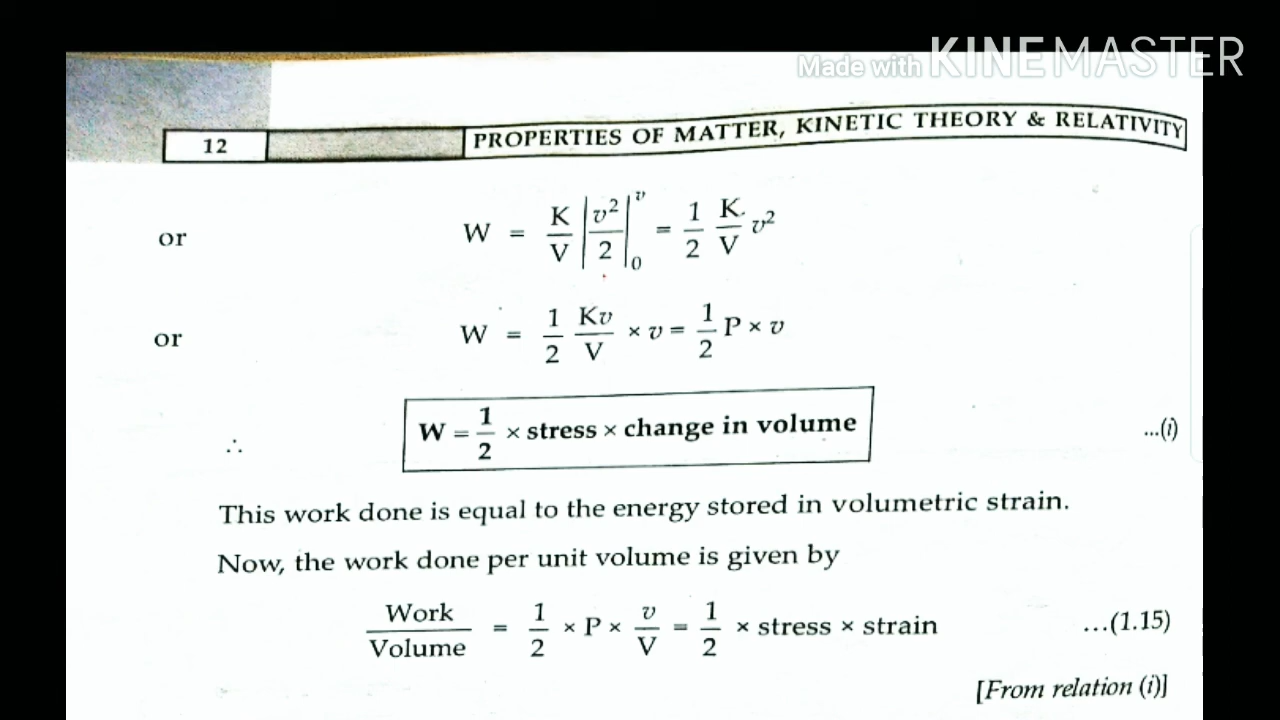 Made with KINEMASTER
12 PROPERTIES OF MATTER, KINETIC THEORY & RELATIVITY
or W = K/V |v²/2|₀ᵛ = 1/2 K/V v²
or W = 1/2 Kv/V × v = 1/2 P × v
∴ W = 1/2 × stress × change in volume ...(i)
This work done is equal to the energy stored in volumetric strain.
Now, the work done per unit volume is given by
Work/Volume = 1/2 × P × v/V = 1/2 × stress × strain ...(1.15)
[From relation (i)]